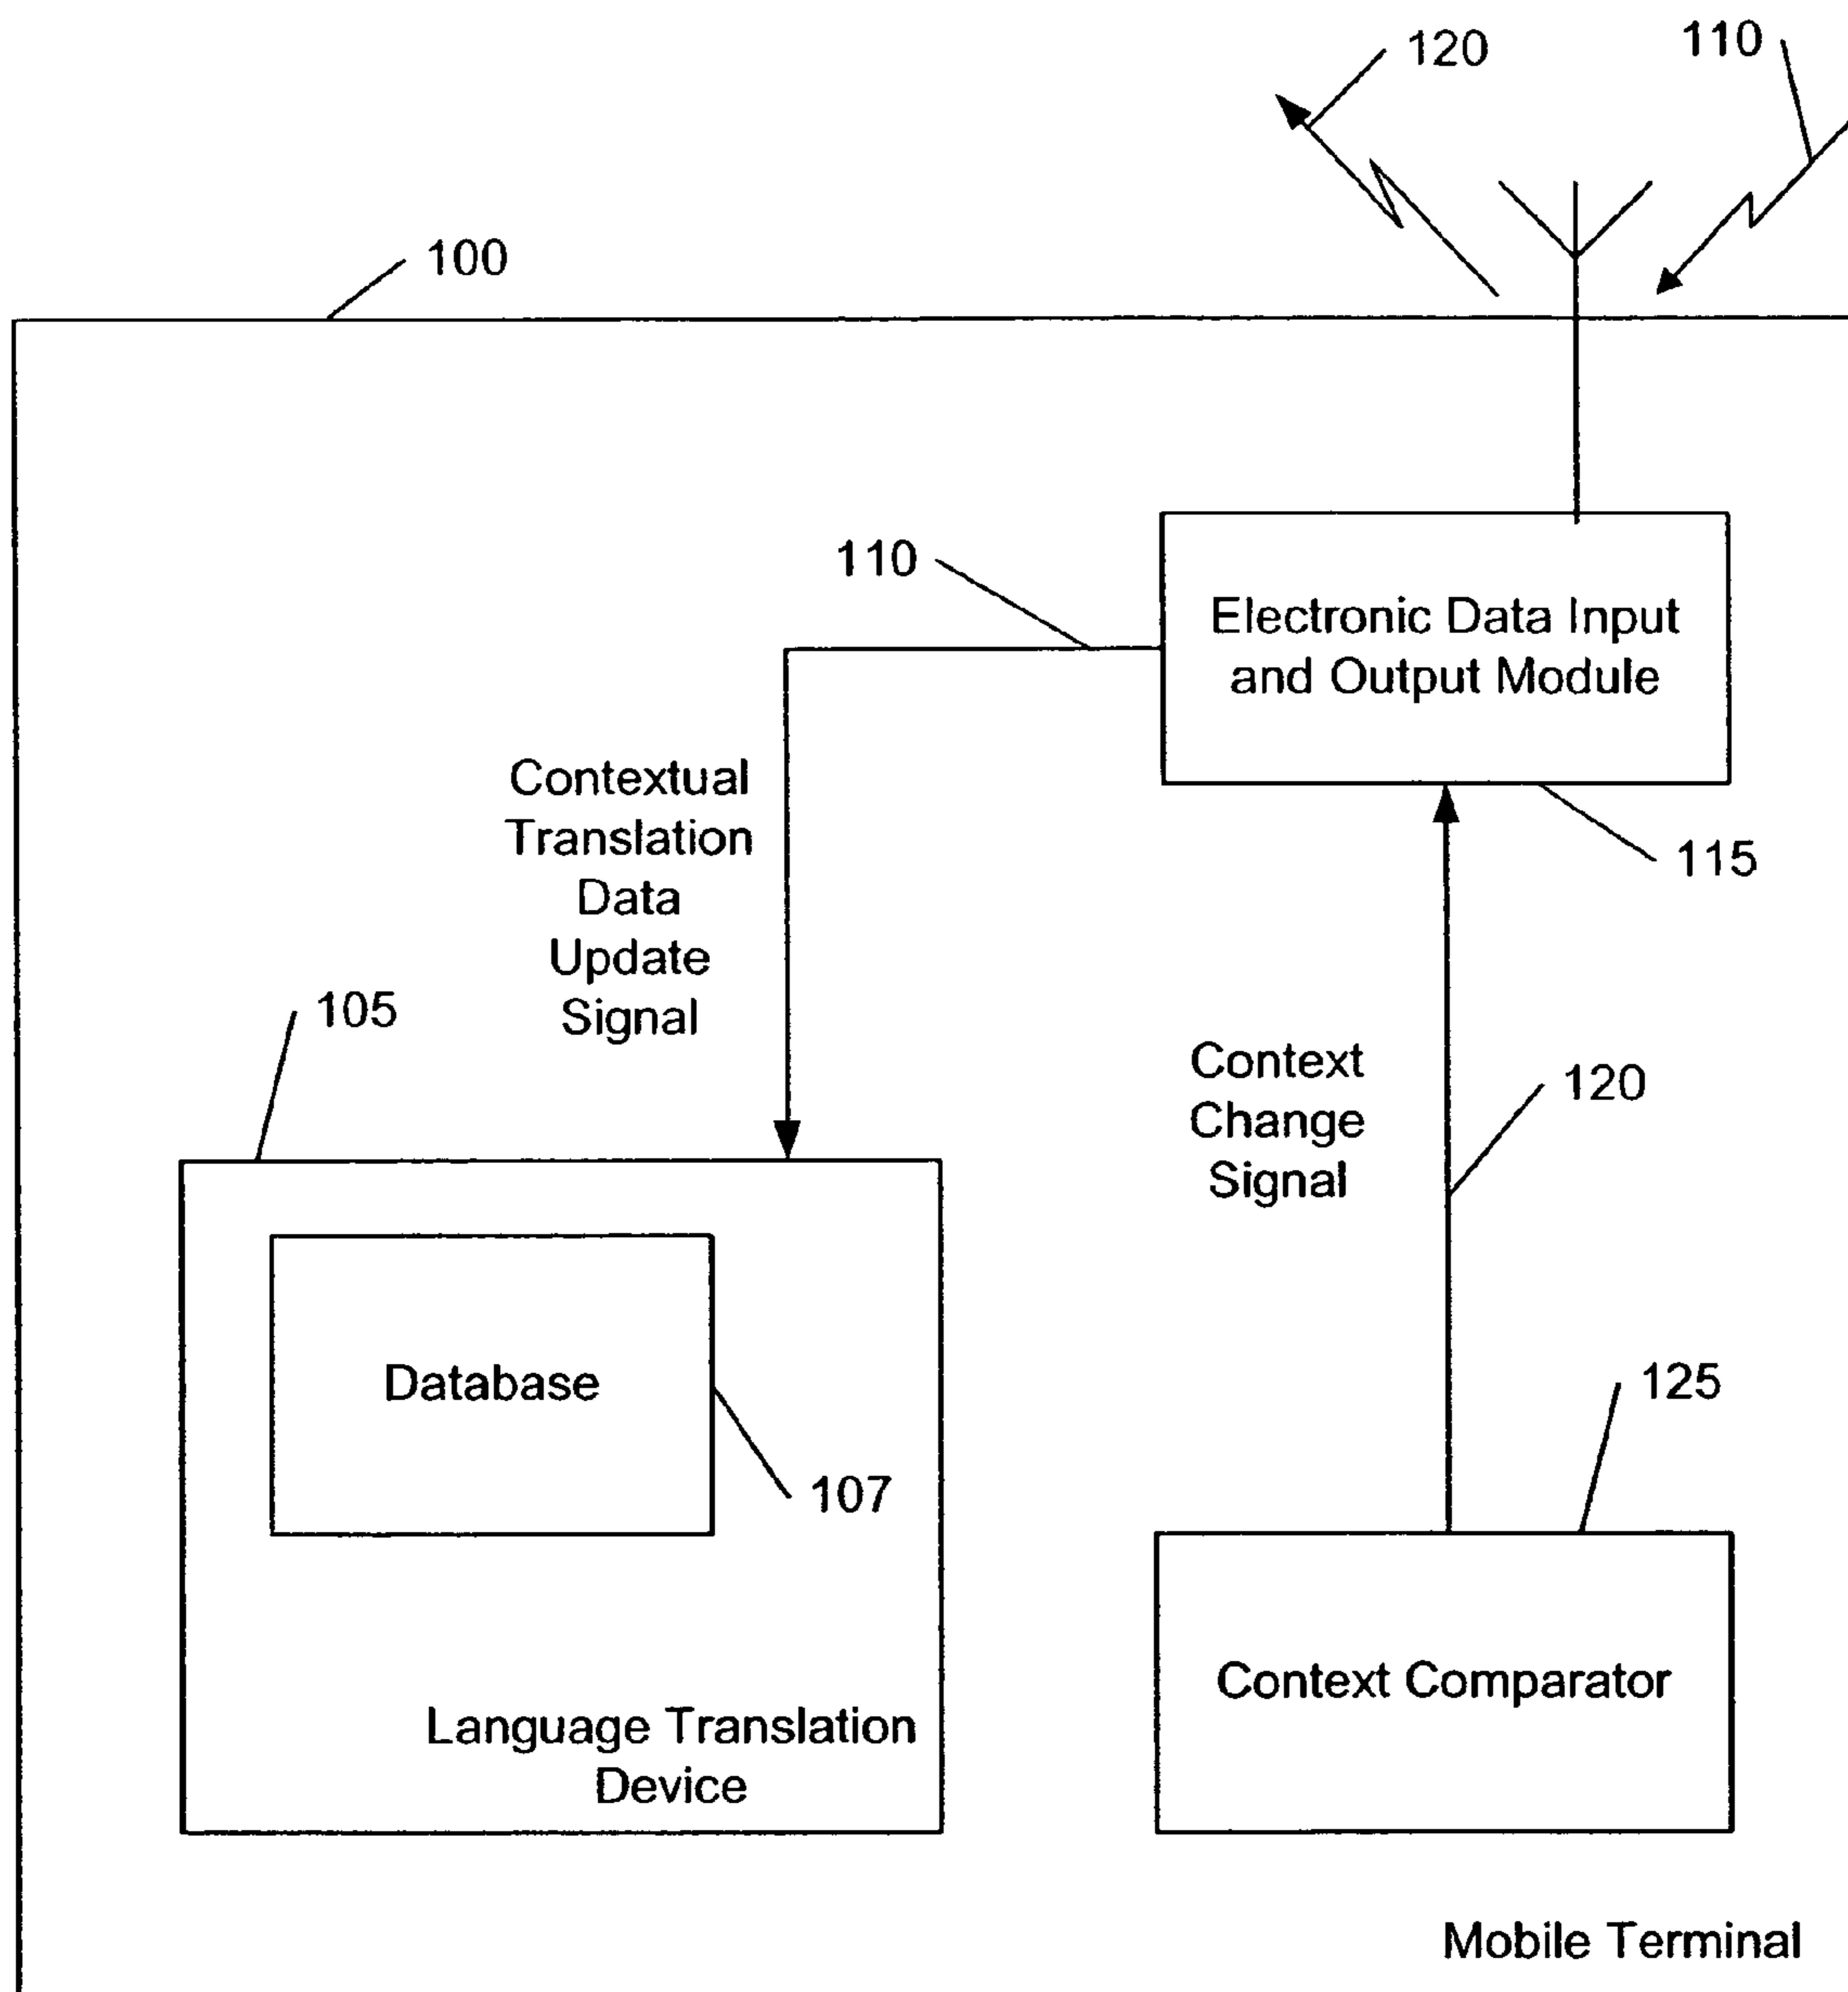 120
110
100
110
Electronic Data Input
and Output Module
115
Contextual
Translation
Data
Update
Signal
105
Context
Change
Signal
120
Database
107
125
Context Comparator
Language Translation
Device
Mobile Terminal